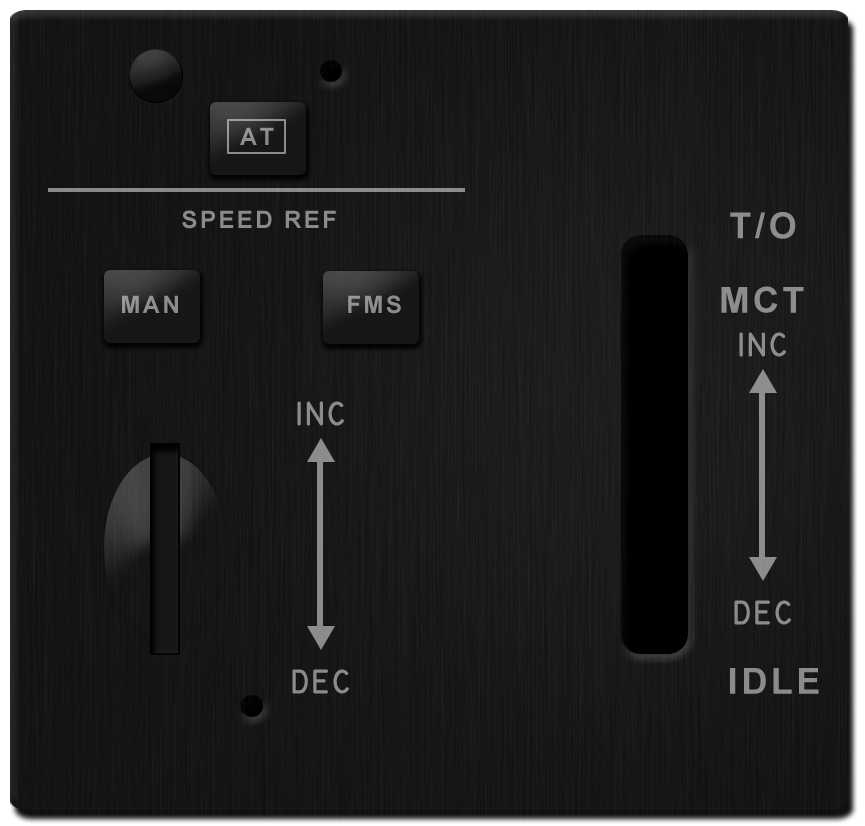 AT
SPEED REF
MAN
FMS
INC
DEC
T/O
MCT
INC
DEC
IDLE